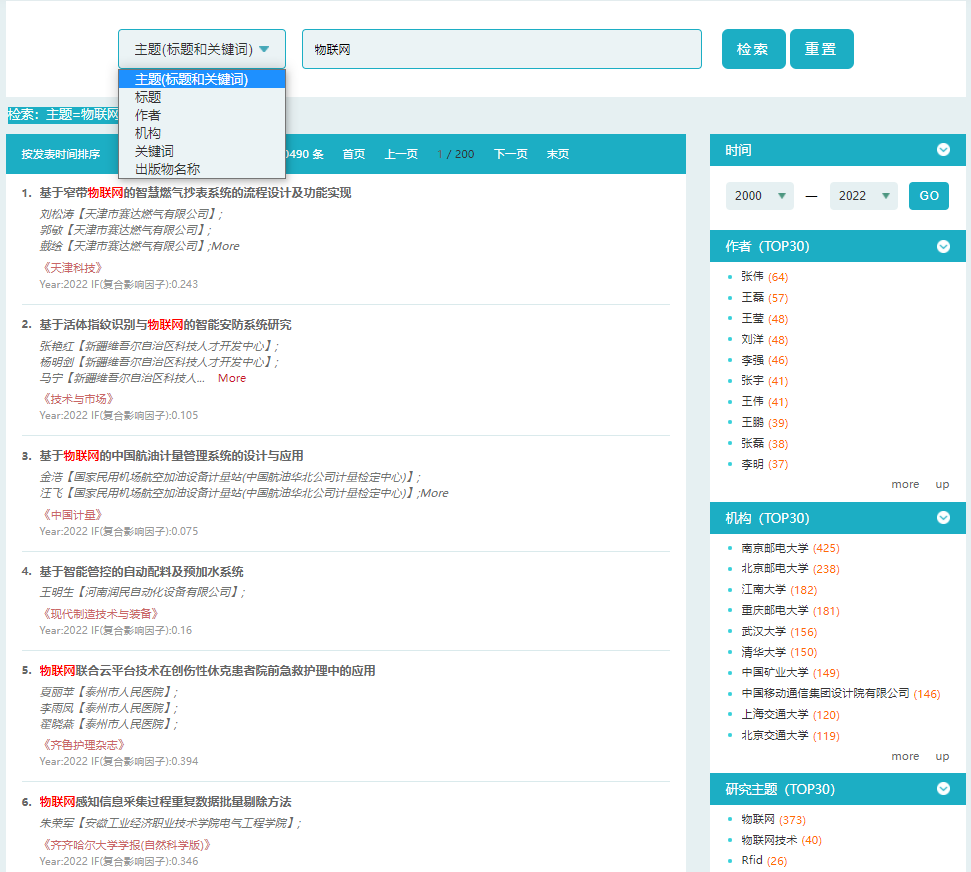 主题(标题和关键词)
物联网
检索
重置
主题(标题和关键词)
标题
作者
机构
关键词
出版物名称
检索：主题=物联网
按发表时间排序
0490 条 首页 上一页 1 / 200 下一页 末页
1. 基于窄带物联网的智慧燃气抄表系统的流程设计及功能实现
刘松涛【天津市赛达燃气有限公司】;
郭敏【天津市赛达燃气有限公司】;
戴绘【天津市赛达燃气有限公司】;More
《天津科技》
Year:2022 IF(复合影响因子):0.243
2. 基于活体指纹识别与物联网的智能安防系统研究
张艳红【新疆维吾尔自治区科技人才开发中心】;
杨明剑【新疆维吾尔自治区科技人才开发中心】;
马宁【新疆维吾尔自治区科技人... More
《技术与市场》
Year:2022 IF(复合影响因子):0.105
3. 基于物联网的中国航油计量管理系统的设计与应用
金浩【国家民用机场航空加油设备计量站(中国航油华北公司计量检定中心)】;
汪飞【国家民用机场航空加油设备计量站(中国航油华北公司计量检定中心)】;More
《中国计量》
Year:2022 IF(复合影响因子):0.075
4. 基于智能管控的自动配料及预加水系统
王明生【河南润民自动化设备有限公司】;
《现代制造技术与装备》
Year:2022 IF(复合影响因子):0.16
5. 物联网联合云平台技术在创伤性休克患者院前急救护理中的应用
夏丽苹【泰州市人民医院】;
李雨凤【泰州市人民医院】;
翟晓燕【泰州市人民医院】;
《齐鲁护理杂志》
Year:2022 IF(复合影响因子):0.394
6. 物联网感知信息采集过程重复数据批量剔除方法
朱荣军【安徽工业经济职业技术学院电气工程学院】;
《齐齐哈尔大学学报(自然科学版)》
Year:2022 IF(复合影响因子):0.346
时间
2000 — 2022 GO
作者（TOP30）
张伟 (64)
王磊 (57)
王莹 (48)
刘洋 (48)
李强 (46)
张宇 (41)
王伟 (41)
王鹏 (39)
张磊 (38)
李明 (37)
more up
机构（TOP30）
南京邮电大学 (425)
北京邮电大学 (238)
江南大学 (182)
重庆邮电大学 (181)
武汉大学 (156)
清华大学 (150)
中国矿业大学 (149)
中国移动通信集团设计院有限公司 (146)
上海交通大学 (120)
北京交通大学 (119)
more up
研究主题（TOP30）
物联网 (373)
物联网技术 (40)
Rfid (26)